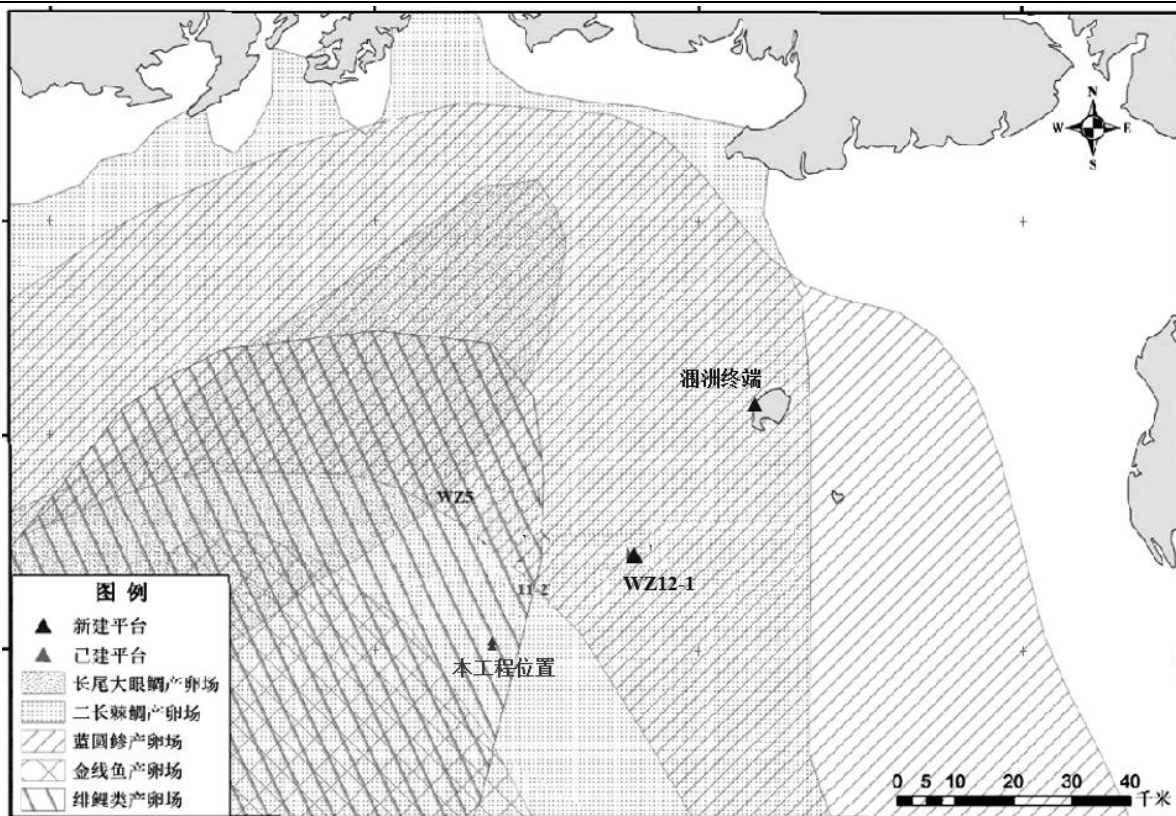 N
W E
S
涠洲终端
WZ5
WZ12-1
11-2
本工程位置
图 例
新建平台
已建平台
长尾大眼鲷产卵场
二长棘鲷产卵场
蓝圆鲹产卵场
金线鱼产卵场
绯鲤类产卵场
0 5 10 20 30 40
千米